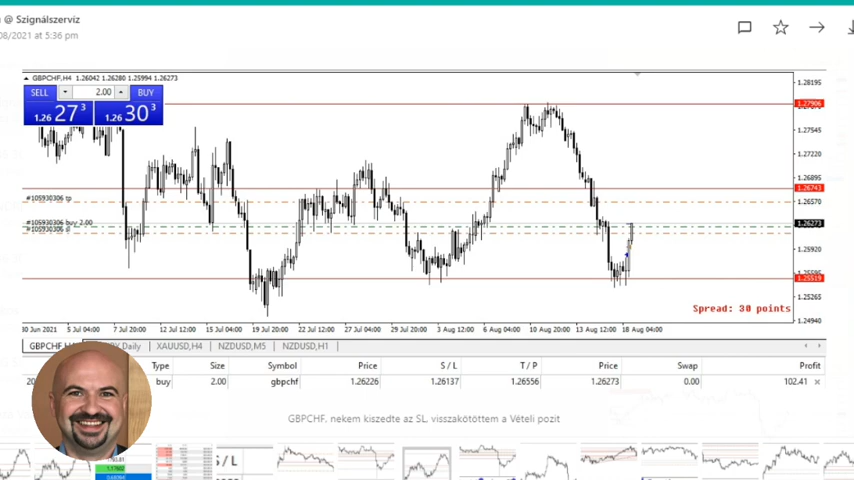 @ Szignálszervíz
08/2021 at 5:36 pm
GBPCHF,H4 1.26042 1.26280 1.25994 1.26273
SELL 2.00 BUY
1.26 27 3 1.26 30 3
1.28195
1.27906
1.27545
1.27220
1.26895
1.26743
#105930306 tp
1.26570
#105930306 buy 2.00
1.26273
#105930306 sl
1.25920
1.25519
1.25265
Spread: 30 points
1.24940
30 Jun 2021 5 Jul 04:00 7 Jul 20:00 12 Jul 12:00 15 Jul 04:00 19 Jul 20:00 22 Jul 12:00 27 Jul 04:00 29 Jul 20:00 3 Aug 12:00 6 Aug 04:00 10 Aug 20:00 13 Aug 12:00 18 Aug 04:00
XAUUSD,H4 NZDUSD,M5 NZDUSD,H1
Type Size Symbol Price S / L T / P Price Swap Profit
buy 2.00 gbpchf 1.26226 1.26137 1.26556 1.26273 0.00 102.41
GBPCHF, nekem kiszedte az SL, visszakötöttem a Vételi pozit
S / L